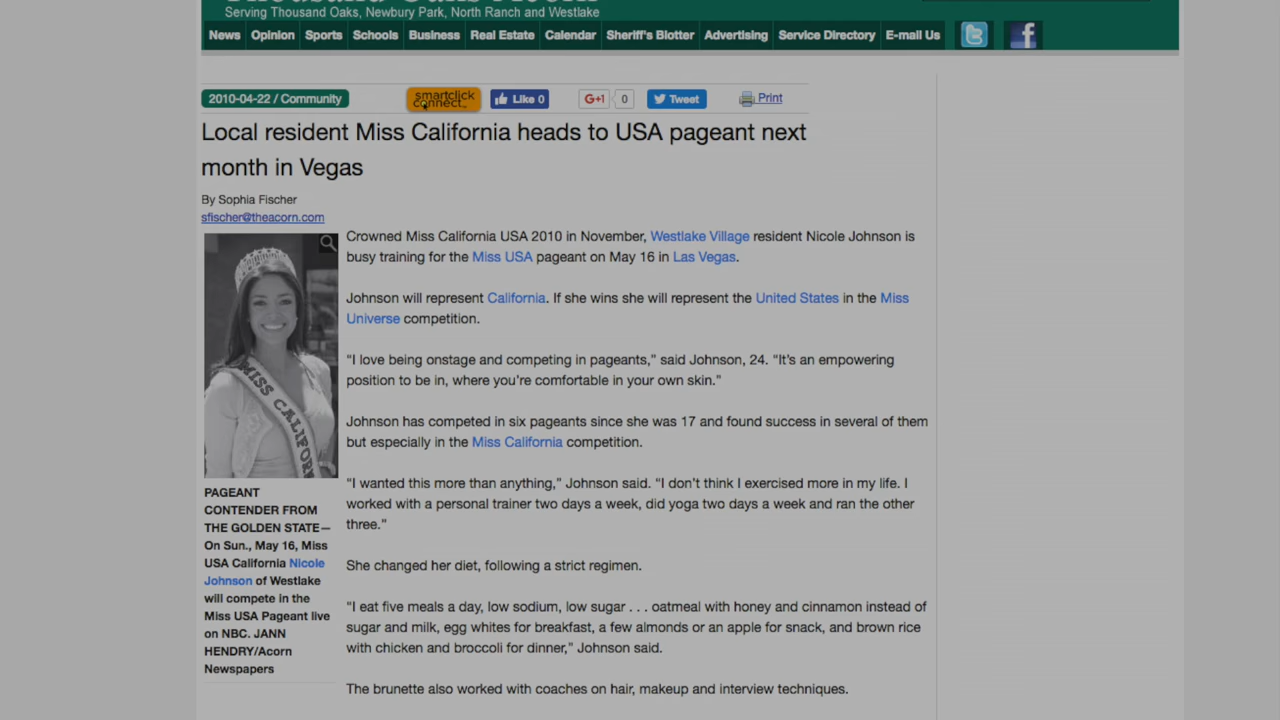 Serving Thousand Oaks, Newbury Park, North Ranch and Westlake
News Opinion Sports Schools Business Real Estate Calendar Sheriff's Blotter Advertising Service Directory E-mail Us
2010-04-22 / Community smartclick connect Like 0 G+1 0 Tweet Print
Local resident Miss California heads to USA pageant next
month in Vegas
By Sophia Fischer
sfischer@theacorn.com
MISS CALIFORN
PAGEANT
CONTENDER FROM
THE GOLDEN STATE—
On Sun., May 16, Miss
USA California Nicole
Johnson of Westlake
will compete in the
Miss USA Pageant live
on NBC. JANN
HENDRY/Acorn
Newspapers
Crowned Miss California USA 2010 in November, Westlake Village resident Nicole Johnson is
busy training for the Miss USA pageant on May 16 in Las Vegas.
Johnson will represent California. If she wins she will represent the United States in the Miss
Universe competition.
"I love being onstage and competing in pageants," said Johnson, 24. "It's an empowering
position to be in, where you're comfortable in your own skin."
Johnson has competed in six pageants since she was 17 and found success in several of them
but especially in the Miss California competition.
"I wanted this more than anything," Johnson said. "I don't think I exercised more in my life. I
worked with a personal trainer two days a week, did yoga two days a week and ran the other
three."
She changed her diet, following a strict regimen.
"I eat five meals a day, low sodium, low sugar . . . oatmeal with honey and cinnamon instead of
sugar and milk, egg whites for breakfast, a few almonds or an apple for snack, and brown rice
with chicken and broccoli for dinner," Johnson said.
The brunette also worked with coaches on hair, makeup and interview techniques.